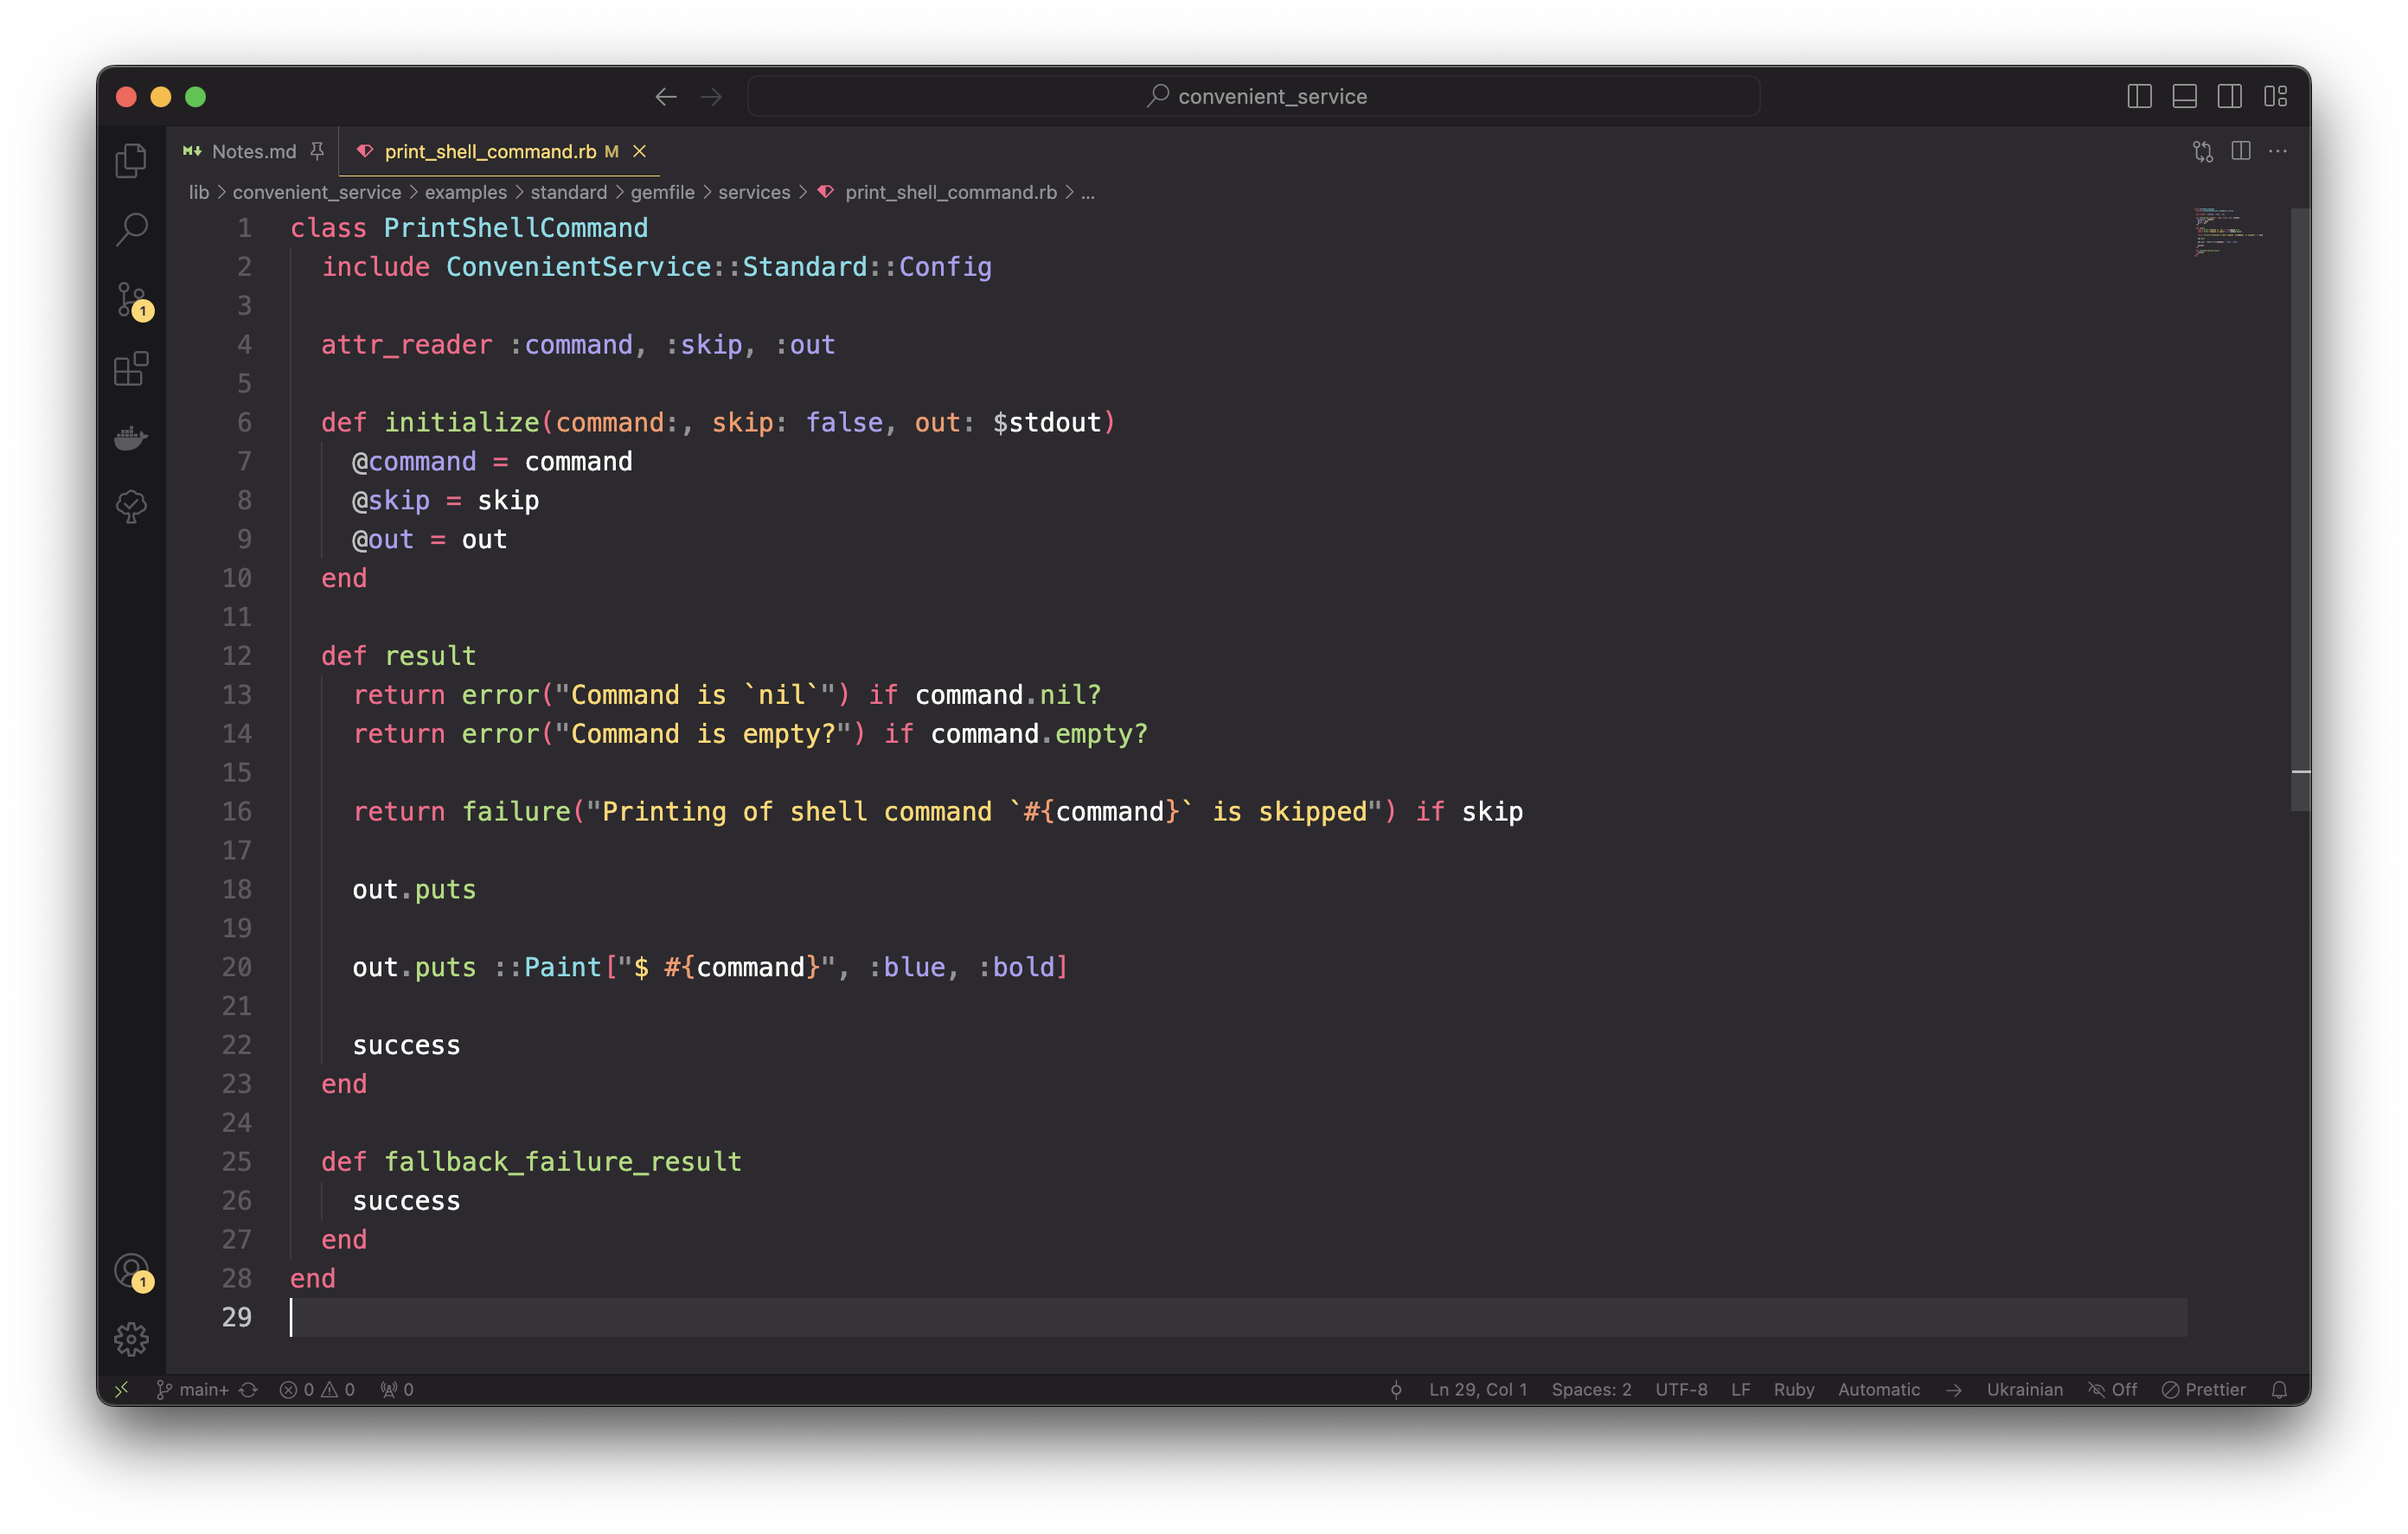 convenient_service
Notes.md
print_shell_command.rb M
lib > convenient_service > examples > standard > gemfile > services > print_shell_command.rb > ...
1 class PrintShellCommand
2   include ConvenientService::Standard::Config
3
4   attr_reader :command, :skip, :out
5
6   def initialize(command:, skip: false, out: $stdout)
7     @command = command
8     @skip = skip
9     @out = out
10   end
11
12   def result
13     return error("Command is `nil`") if command.nil?
14     return error("Command is empty?") if command.empty?
15
16     return failure("Printing of shell command `#{command}` is skipped") if skip
17
18     out.puts
19
20     out.puts ::Paint["$ #{command}", :blue, :bold]
21
22     success
23   end
24
25   def fallback_failure_result
26     success
27   end
28 end
29
1
1
main+ 0 0 0 Ln 29, Col 1 Spaces: 2 UTF-8 LF Ruby Automatic Ukrainian Off Prettier